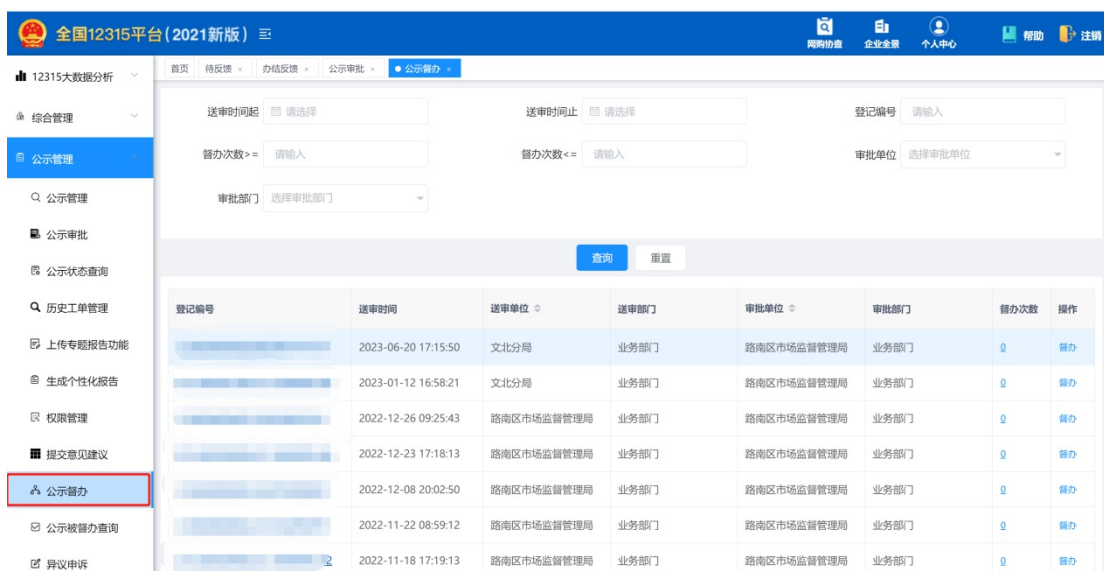 全国12315平台(2021新版)
网购协查 企业全景 个人中心 帮助 注销
12315大数据分析
综合管理
公示管理
公示管理
公示审批
公示状态查询
历史工单管理
上传专题报告功能
生成个性化报告
权限管理
提交意见建议
公示督办
公示被督办查询
异议申诉
首页 待反馈 × 办结反馈 × 公示审批 × 公示督办 ×
送审时间起 请选择 送审时间止 请选择 登记编号 请输入
督办次数>= 请输入 督办次数<= 请输入 审批单位 选择审批单位
审批部门 选择审批部门
查询 重置
登记编号 送审时间 送审单位 送审部门 审批单位 审批部门 督办次数 操作
2023-06-20 17:15:50 文北分局 业务部门 路南区市场监督管理局 业务部门 0 督办
2023-01-12 16:58:21 文北分局 业务部门 路南区市场监督管理局 业务部门 0 督办
2022-12-26 09:25:43 路南区市场监督管理局 业务部门 路南区市场监督管理局 业务部门 0 督办
2022-12-23 17:18:13 路南区市场监督管理局 业务部门 路南区市场监督管理局 业务部门 0 督办
2022-12-08 20:02:50 路南区市场监督管理局 业务部门 路南区市场监督管理局 业务部门 0 督办
2022-11-22 08:59:12 路南区市场监督管理局 业务部门 路南区市场监督管理局 业务部门 0 督办
2 2022-11-18 17:19:13 路南区市场监督管理局 业务部门 路南区市场监督管理局 业务部门 0 督办